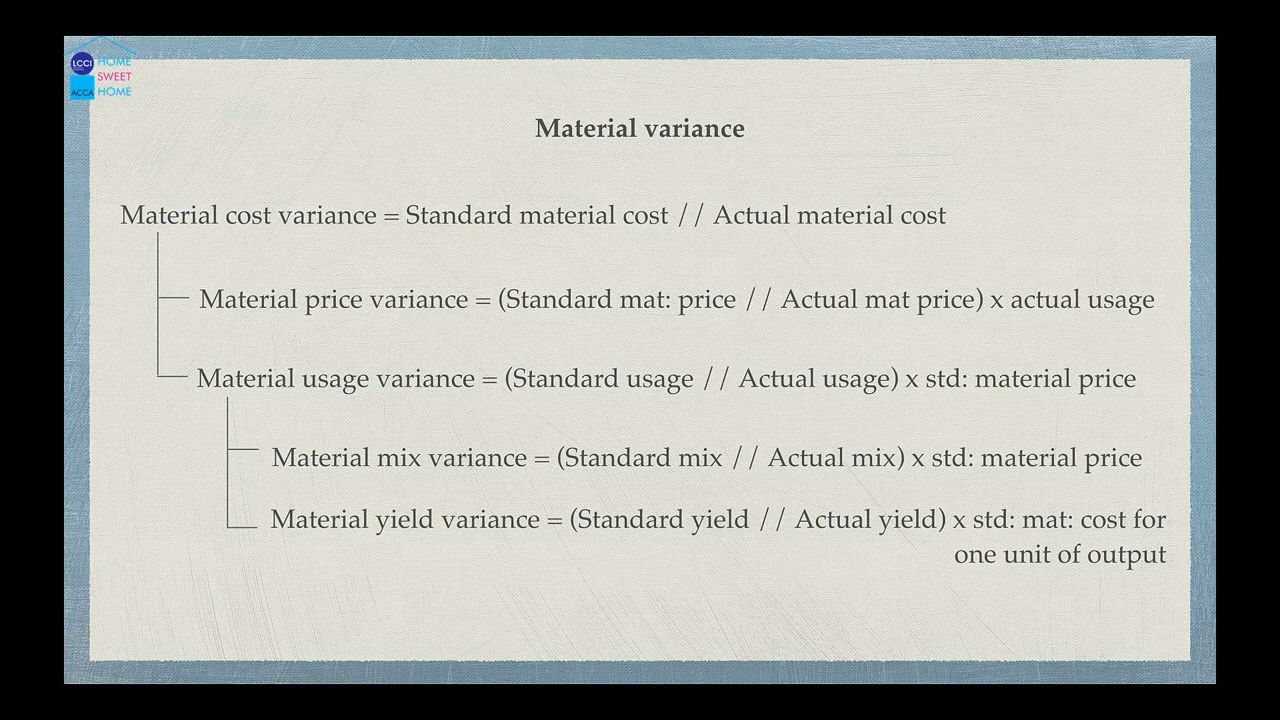 LCCI HOME
SWEET
ACCA HOME
Material variance
Material cost variance = Standard material cost // Actual material cost
Material price variance = (Standard mat: price // Actual mat price) x actual usage
Material usage variance = (Standard usage // Actual usage) x std: material price
Material mix variance = (Standard mix // Actual mix) x std: material price
Material yield variance = (Standard yield // Actual yield) x std: mat: cost for
one unit of output